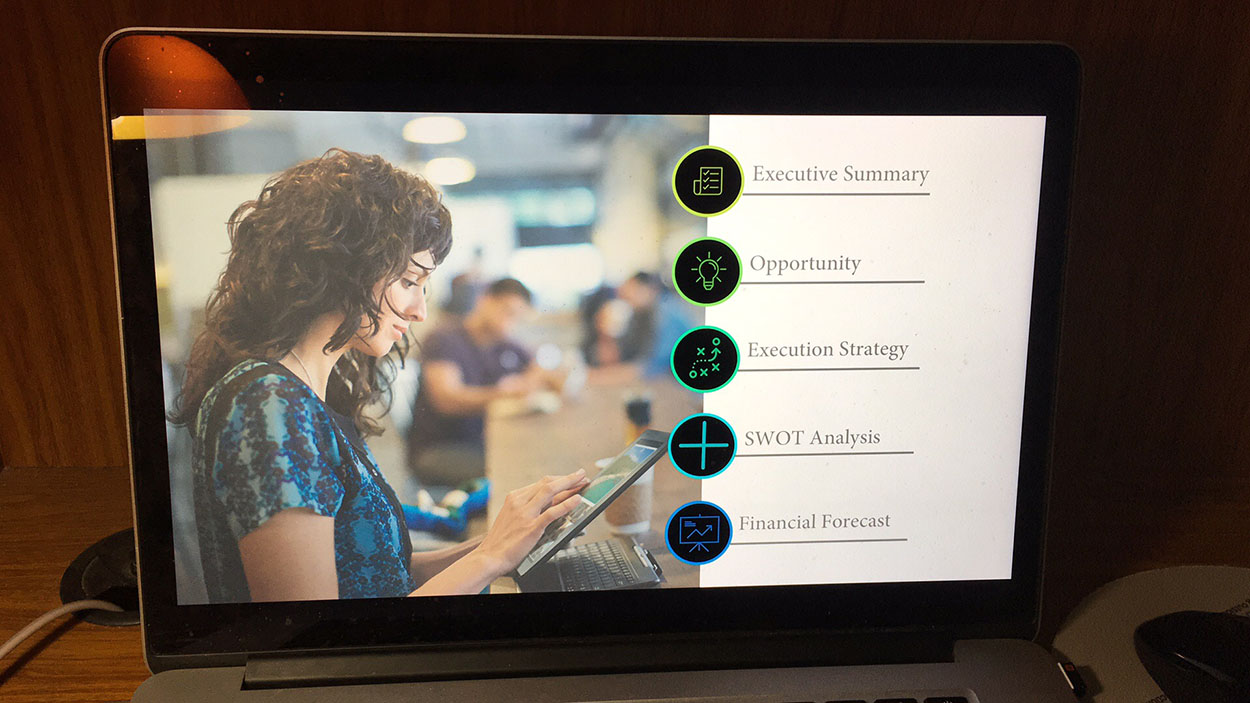 Executive Summary
Opportunity
Execution Strategy
SWOT Analysis
Financial Forecast